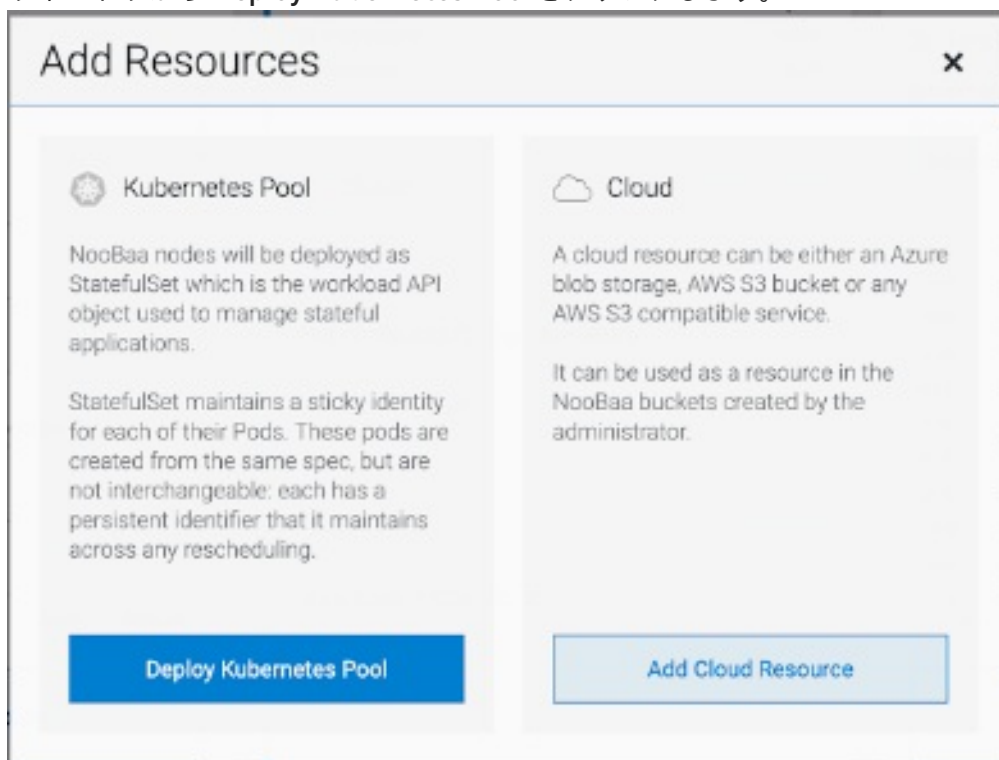 Deploy Kubernetes Pool
Add Resources
Kubernetes Pool
NooBaa nodes will be deployed as
StatefulSet which is the workload API
object used to manage stateful
applications.
StatefulSet maintains a sticky identity
for each of their Pods. These pods are
created from the same spec, but are
not interchangeable: each has a
persistent identifier that it maintains
across any rescheduling.
Deploy Kubernetes Pool
Cloud
A cloud resource can be either an Azure
blob storage, AWS S3 bucket or any
AWS S3 compatible service.
It can be used as a resource in the
NooBaa buckets created by the
administrator.
Add Cloud Resource